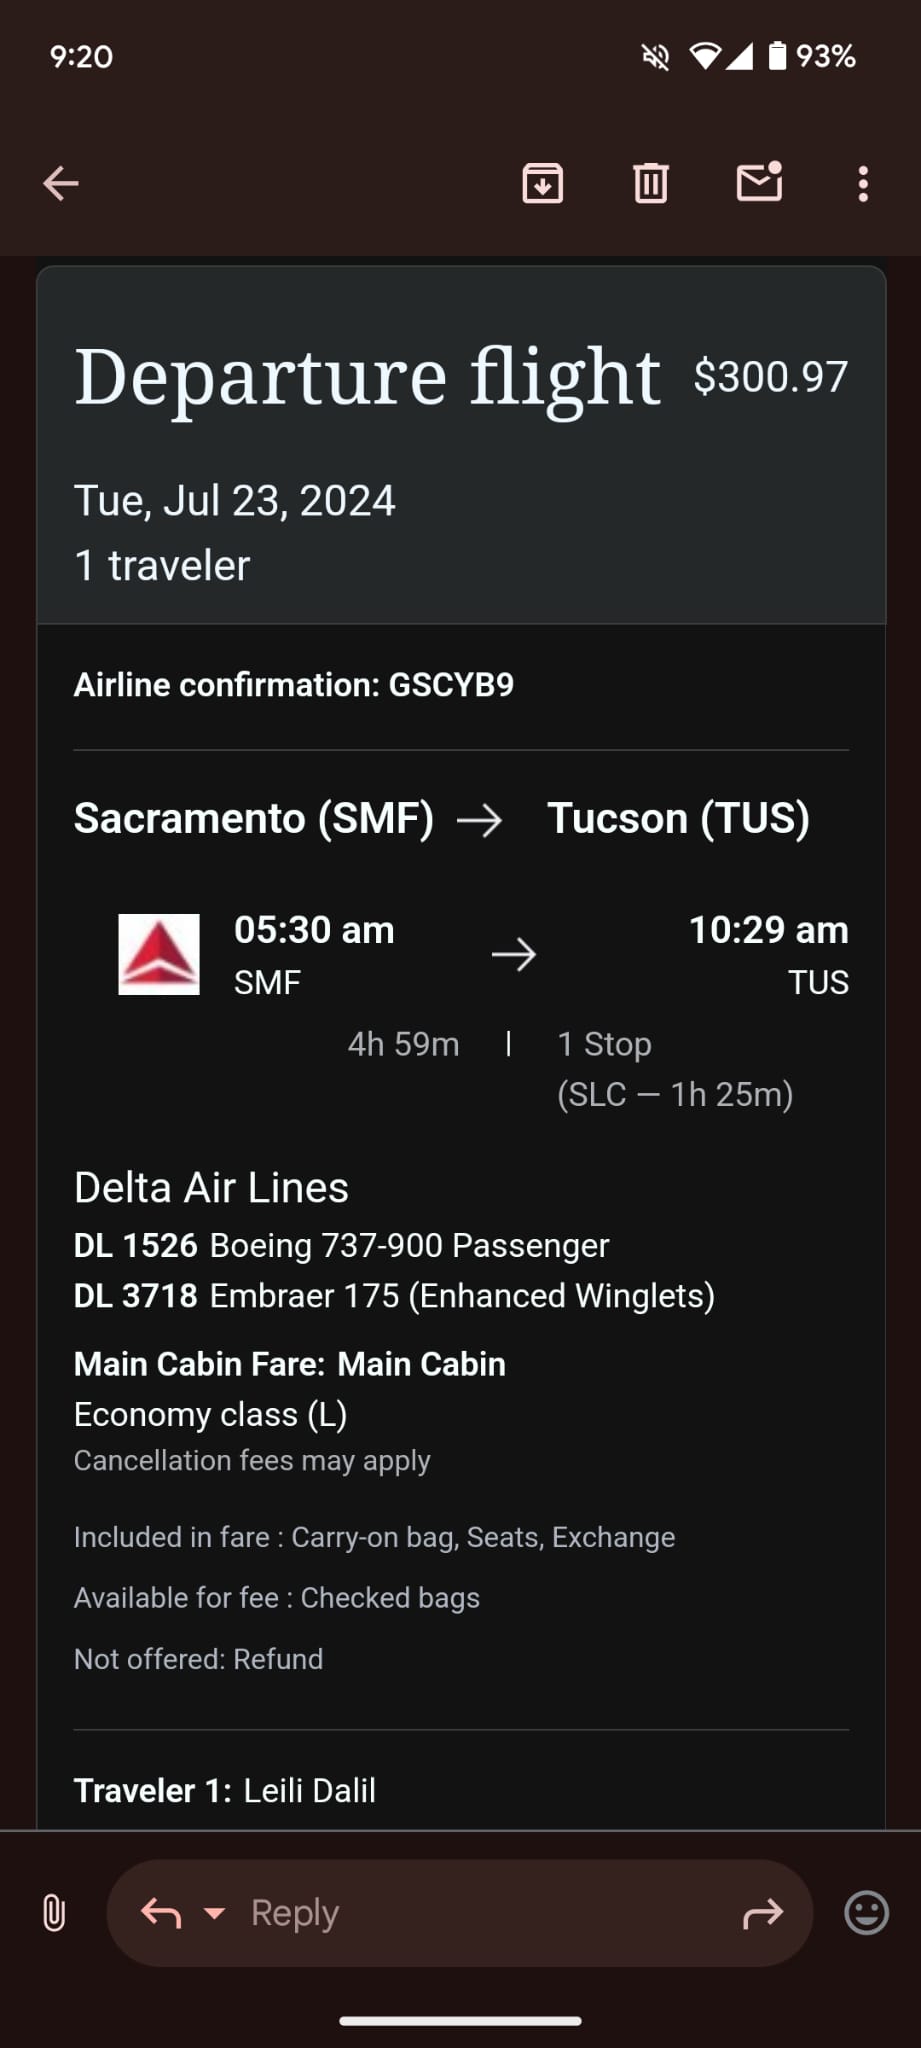 9:20
93%
Departure flight $300.97
Tue, Jul 23, 2024
1 traveler
Airline confirmation: GSCYB9
Sacramento (SMF) → Tucson (TUS)
05:30 am → 10:29 am
SMF TUS
4h 59m | 1 Stop
(SLC — 1h 25m)
Delta Air Lines
DL 1526 Boeing 737-900 Passenger
DL 3718 Embraer 175 (Enhanced Winglets)
Main Cabin Fare: Main Cabin
Economy class (L)
Cancellation fees may apply
Included in fare : Carry-on bag, Seats, Exchange
Available for fee : Checked bags
Not offered: Refund
Traveler 1: Leili Dalil
Reply